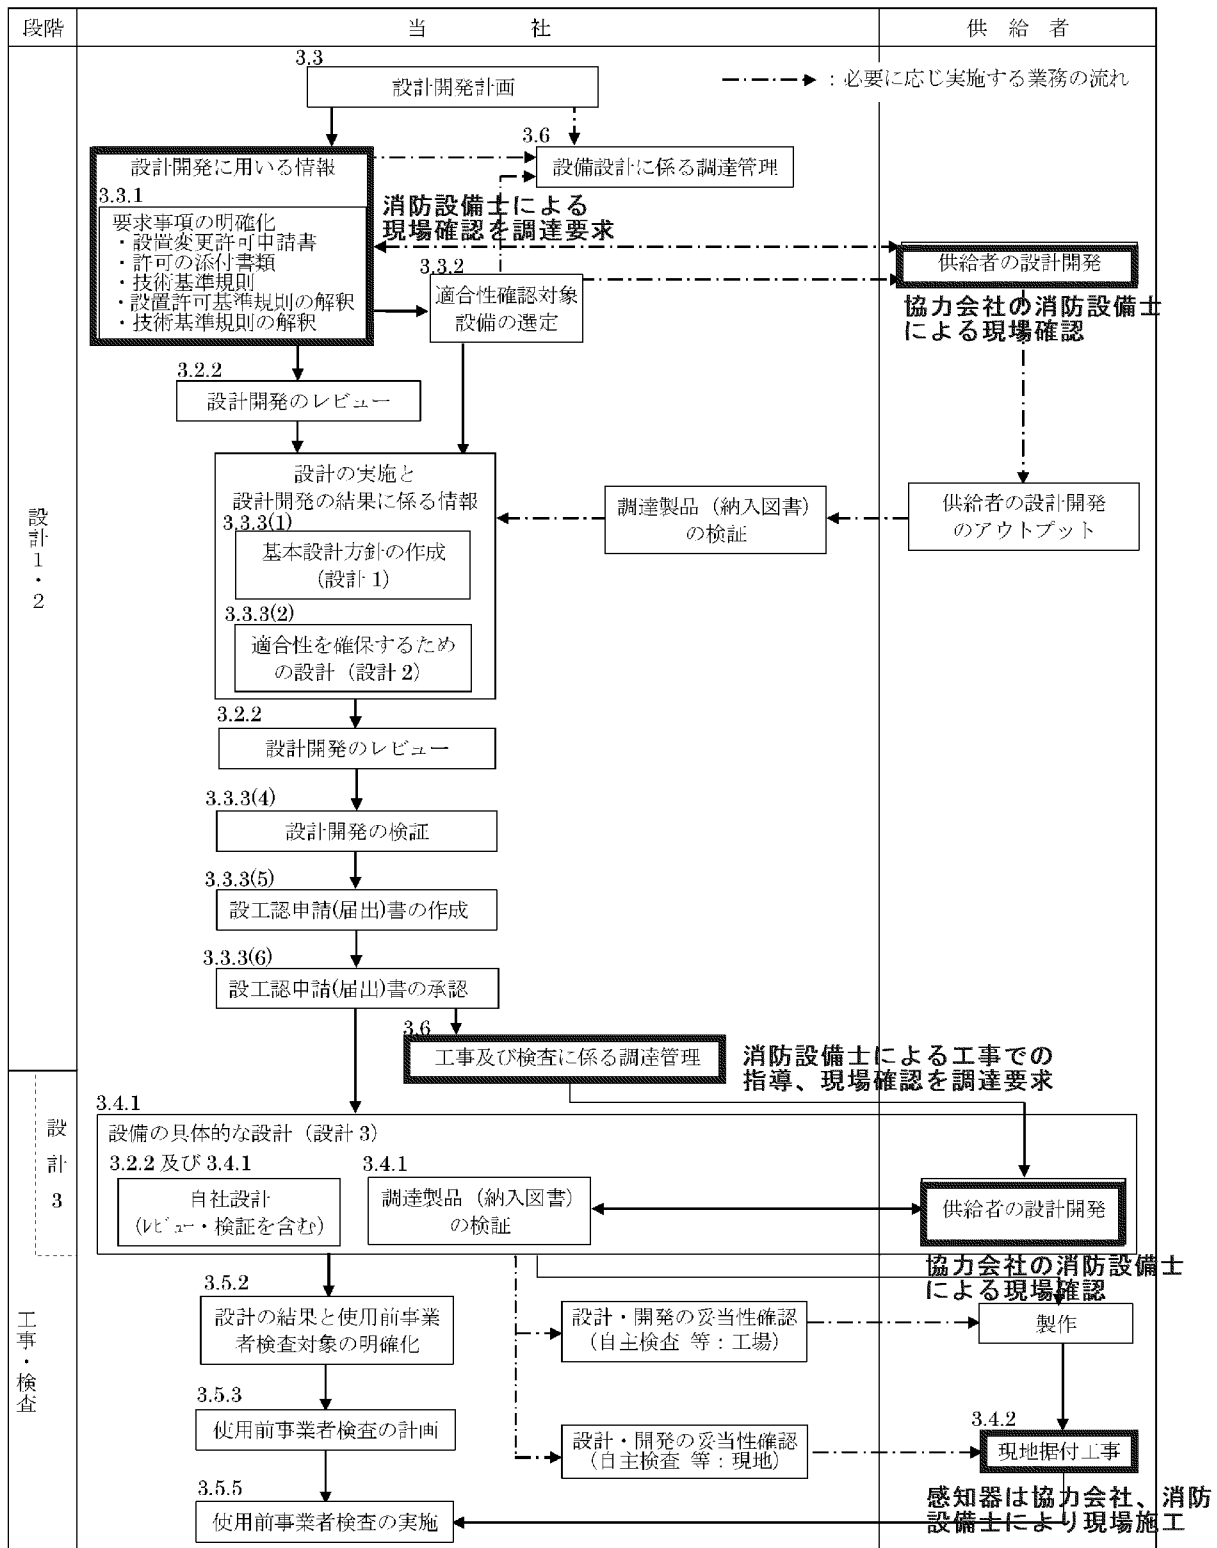 段階
当 社
供 給 者
3.3
設計開発計画
：必要に応じ実施する業務の流れ
3.6
設備設計に係る調達管理
設計開発に用いる情報
3.3.1
要求事項の明確化
・設置変更許可申請書
・許可の添付書類
・技術基準規則
・設置許可基準規則の解釈
・技術基準規則の解釈
消防設備士による
現場確認を調達要求
3.3.2
適合性確認対象
設備の選定
供給者の設計開発
協力会社の消防設備士
による現場確認
3.2.2
設計開発のレビュー
設計の実施と
設計開発の結果に係る情報
3.3.3(1)
基本設計方針の作成
(設計 1)
3.3.3(2)
適合性を確保するため
の設計（設計 2）
調達製品（納入図書）
の検証
供給者の設計開発
のアウトプット
設計１・２
3.2.2
設計開発のレビュー
3.3.3(4)
設計開発の検証
3.3.3(5)
設工認申請(届出)書の作成
3.3.3(6)
設工認申請(届出)書の承認
3.6
工事及び検査に係る調達管理
消防設備士による工事での
指導、現場確認を調達要求
設計３
3.4.1
設備の具体的な設計（設計 3）
3.2.2 及び 3.4.1
自社設計
(ﾚﾋﾞｭｰ・検証を含む)
3.4.1
調達製品（納入図書）
の検証
供給者の設計開発
協力会社の消防設備士
による現場確認
工事・検査
3.5.2
設計の結果と使用前事業
者検査対象の明確化
設計・開発の妥当性確認
（自主検査 等：工場）
製作
3.5.3
使用前事業者検査の計画
設計・開発の妥当性確認
（自主検査 等：現地）
3.4.2
現地据付工事
3.5.5
使用前事業者検査の実施
感知器は協力会社、消防
設備士により現場施工